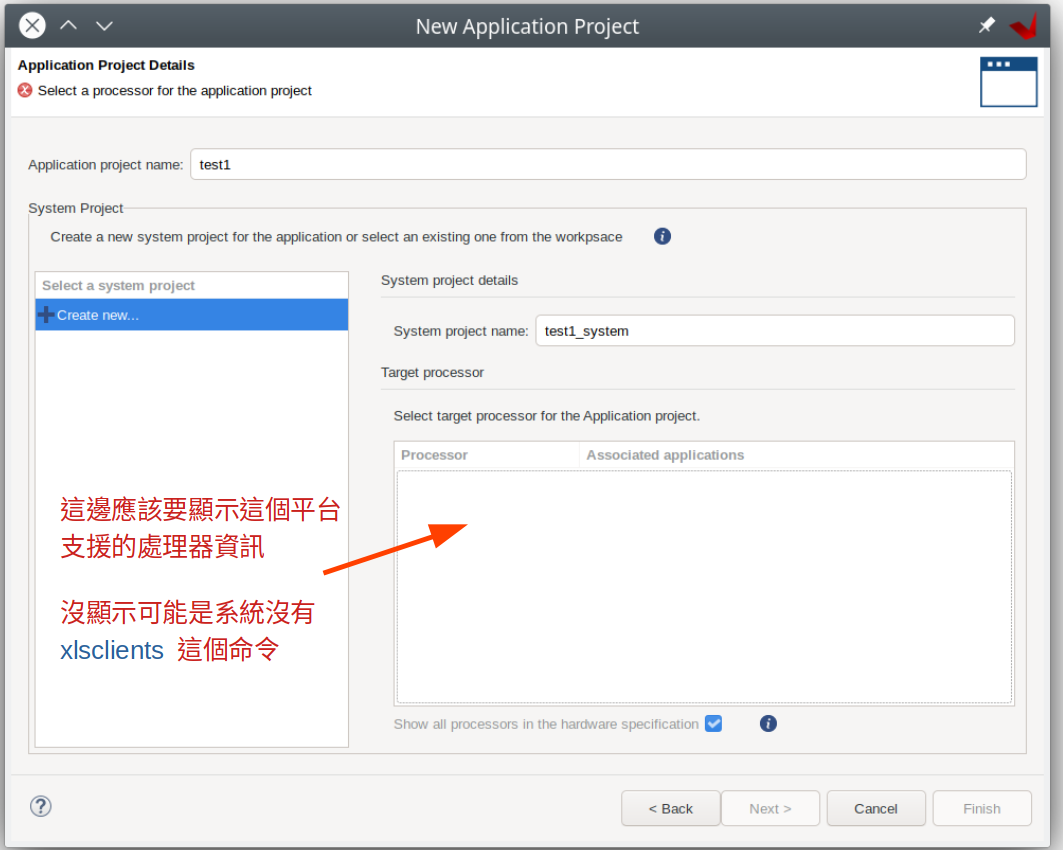 New Application Project
Application Project Details
Select a processor for the application project
Application project name: test1
System Project
Create a new system project for the application or select an existing one from the workpsace
Select a system project
Create new...
System project details
System project name: test1_system
Target processor
Select target processor for the Application project.
Processor Associated applications
這邊應該要顯示這個平台
支援的處理器資訊
沒顯示可能是系統沒有
xlsclients 這個命令
Show all processors in the hardware specification
< Back Next > Cancel Finish